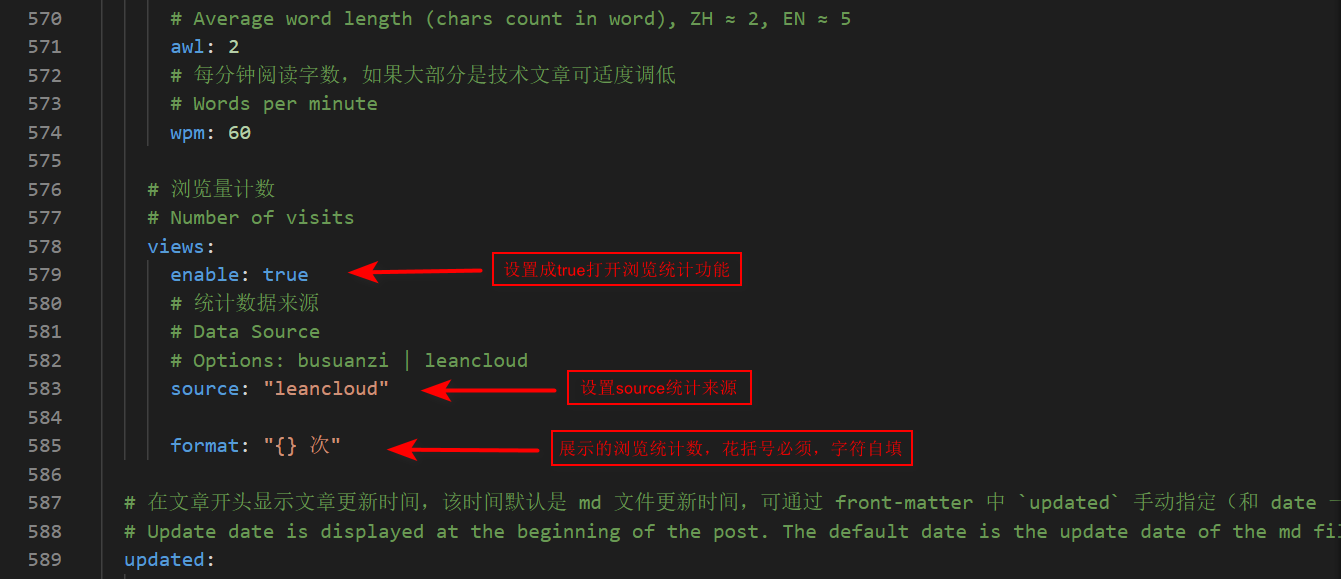 570 # Average word length (chars count in word), ZH ≈ 2, EN ≈ 5
571 awl: 2
572 # 每分钟阅读字数，如果大部分是技术文章可适度调低
573 # Words per minute
574 wpm: 60
575
576 # 浏览量计数
577 # Number of visits
578 views:
579 enable: true 设置成true打开浏览统计功能
580 # 统计数据来源
581 # Data Source
582 # Options: busuanzi | leancloud
583 source: "leancloud" 设置source统计来源
584
585 format: "{} 次" 展示的浏览统计数，花括号必须，字符自填
586
587 # 在文章开头显示文章更新时间，该时间默认是 md 文件更新时间，可通过 front-matter 中 `updated` 手动指定（和 date 一
588 # Update date is displayed at the beginning of the post. The default date is the update date of the md fi
589 updated: